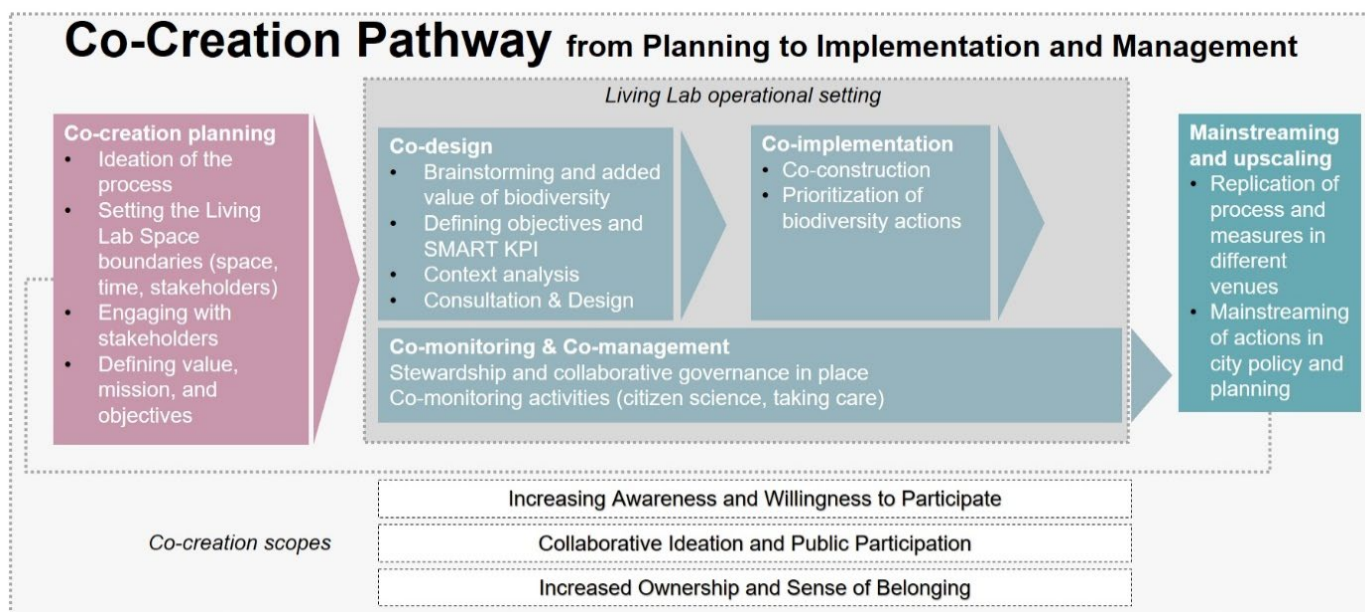 Co-Creation Pathway from Planning to Implementation and Management
Living Lab operational setting
Co-creation planning
• Ideation of the
process
• Setting the Living
Lab Space
boundaries (space,
time, stakeholders)
• Engaging with
stakeholders
• Defining value,
mission, and
objectives
Co-design
• Brainstorming and added
value of biodiversity
• Defining objectives and
SMART KPI
• Context analysis
• Consultation & Design
Co-implementation
• Co-construction
• Prioritization of
biodiversity actions
Co-monitoring & Co-management
Stewardship and collaborative governance in place
Co-monitoring activities (citizen science, taking care)
Mainstreaming
and upscaling
• Replication of
process and
measures in
different
venues
• Mainstreaming
of actions in
city policy and
planning
Co-creation scopes
Increasing Awareness and Willingness to Participate
Collaborative Ideation and Public Participation
Increased Ownership and Sense of Belonging